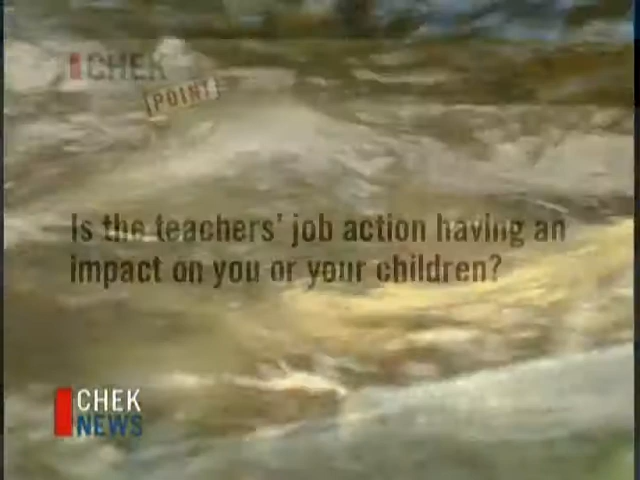 CHEK
POINT
Is the teachers' job action having an
impact on you or your children?
CHEK
NEWS